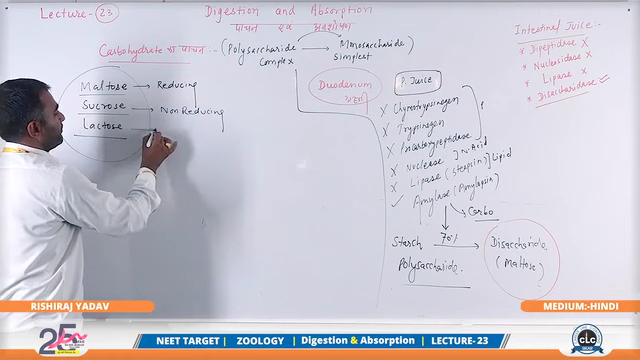 Lecture- 23
Digestion and Absorption
पाचन एवं अवशोषण
Carbohydrate का पाचन:-
(Polysaccharide → Monosaccharide)
Complex
Simplest
Maltose → Reducing
Sucrose → Non Reducing
Lactose
Duodenum
P. Juice
X Chymotrypsinogen
X Trypsinogen
X Procarboxypeptidase
X Nuclease ] N. Acid
X Lipase (Steapsin)] Lipid
✓ Amylase (Amylopsin)
Carbo
Starch 70% → Disaccharide
Polysaccharide
(Maltose)
Intestinal Juice:-
* Dipeptidase X
* Nucleosidase X
* Lipase X
* Disaccharidase
RISHIRAJ YADAV
MEDIUM:-HINDI
25
NEET TARGET | ZOOLOGY | Digestion & Absorption | LECTURE- 23
CLC